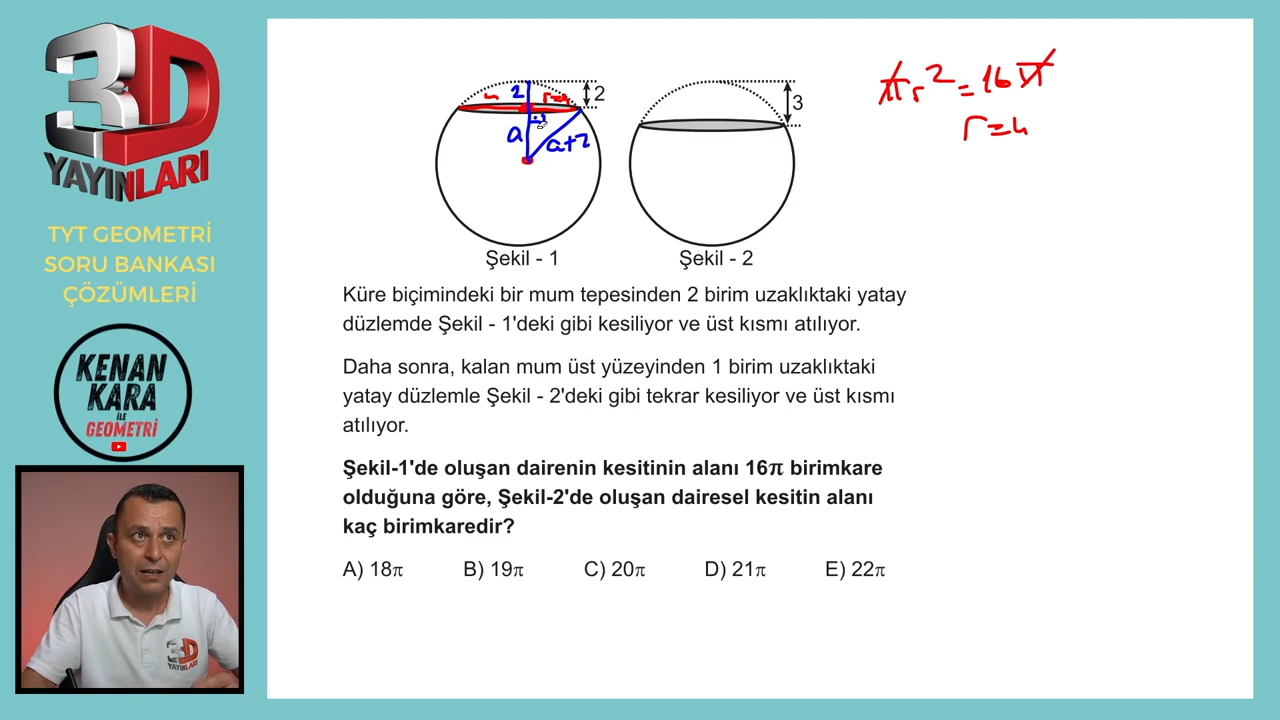 3D
YAYINLARI
TYT GEOMETRİ
SORU BANKASI
ÇÖZÜMLERİ
KENAN
KARA
İLE
GEOMETRİ
3D
YAYINLARI
2
r=4
2
a
a+2
3
πr²=16π
r=4
Şekil - 1
Şekil - 2
Küre biçimindeki bir mum tepesinden 2 birim uzaklıktaki yatay
düzlemde Şekil - 1'deki gibi kesiliyor ve üst kısmı atılıyor.
Daha sonra, kalan mum üst yüzeyinden 1 birim uzaklıktaki
yatay düzlemle Şekil - 2'deki gibi tekrar kesiliyor ve üst kısmı
atılıyor.
Şekil-1'de oluşan dairenin kesitinin alanı 16π birimkare
olduğuna göre, Şekil-2'de oluşan dairesel kesitin alanı
kaç birimkaredir?
A) 18π B) 19π C) 20π D) 21π E) 22π